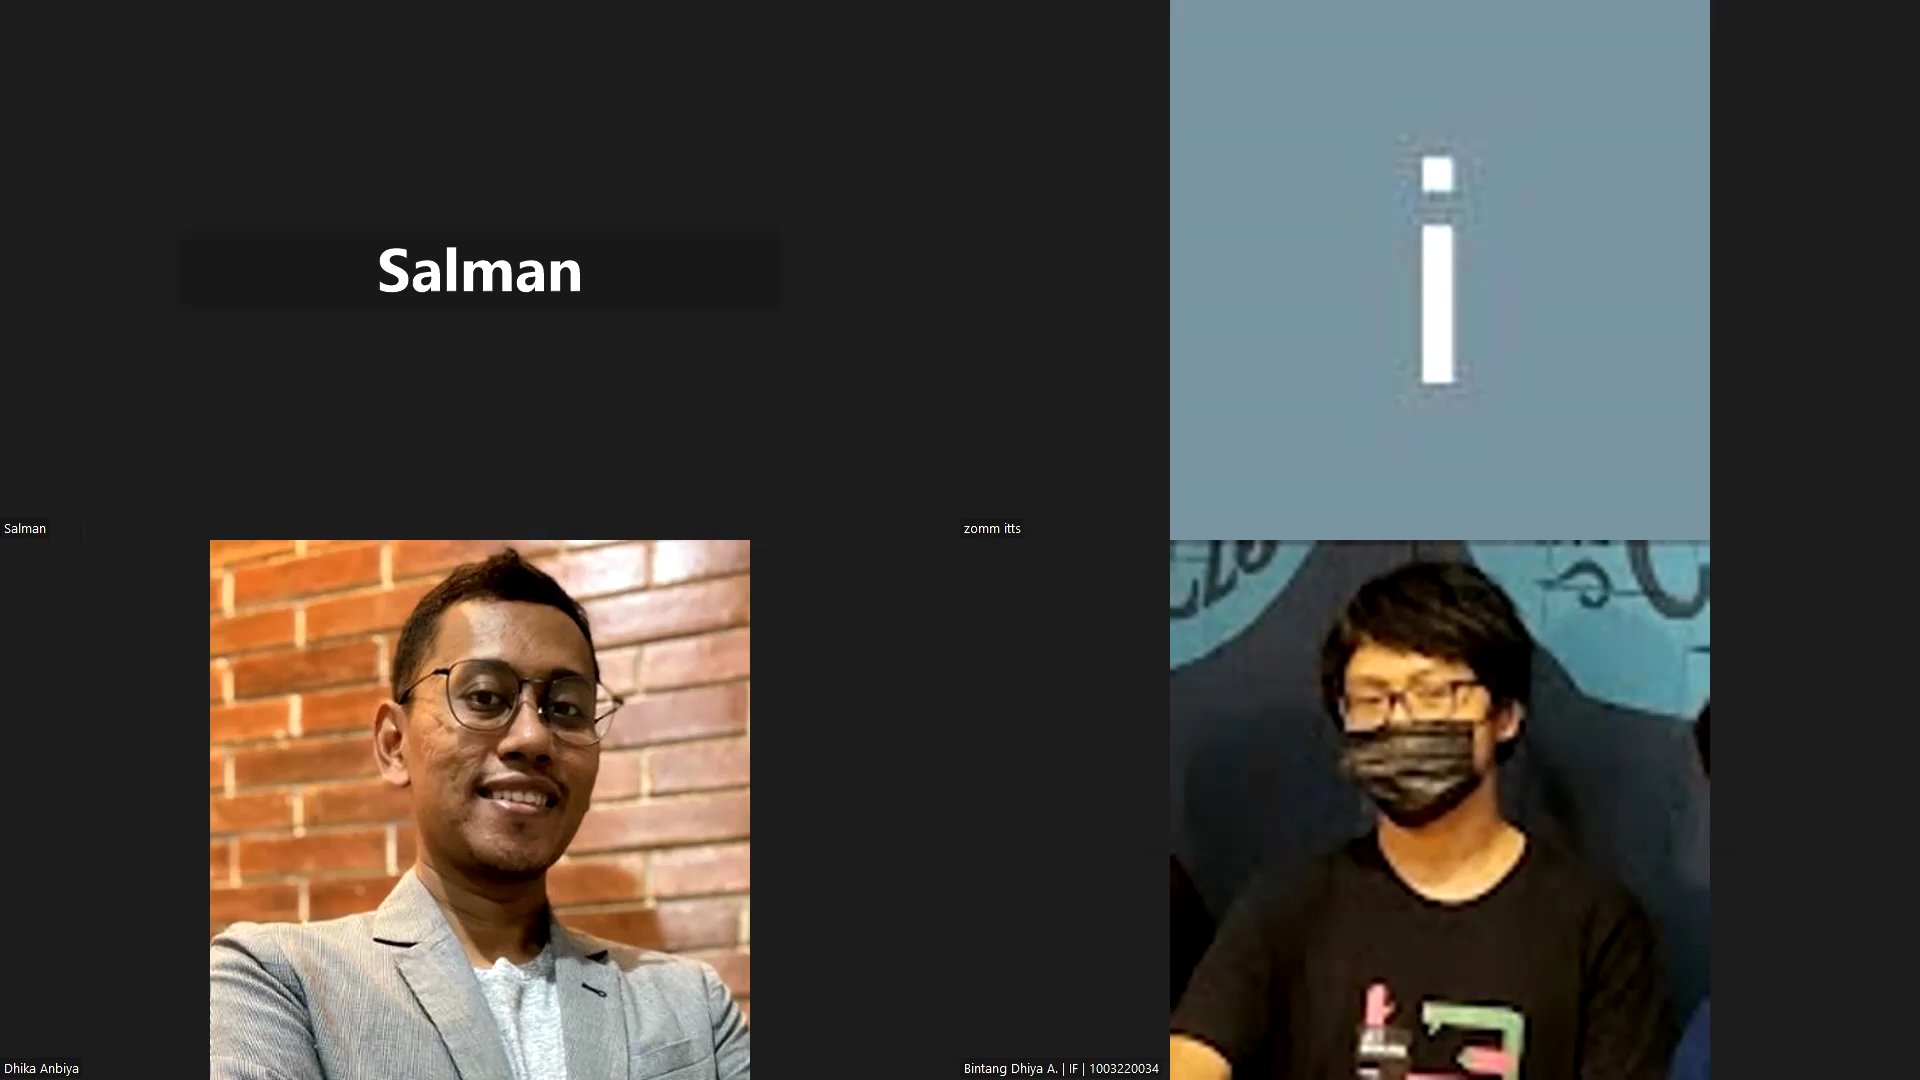 Salman
i
Salman
zomm itts
Dhika Anbiya
Bintang Dhiya A. | IF | 1003220034